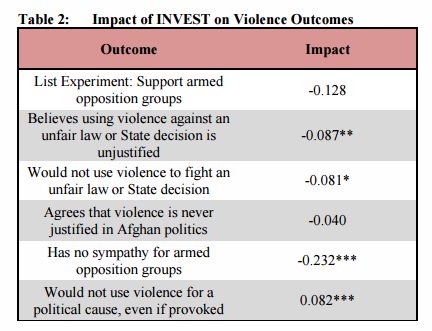 Table 2: Impact of INVEST on Violence Outcomes
Outcome Impact
List Experiment: Support armed
opposition groups
-0.128
Believes using violence against an
unfair law or State decision is
unjustified
-0.087**
Would not use violence to fight an
unfair law or State decision
-0.081*
Agrees that violence is never
justified in Afghan politics
-0.040
Has no sympathy for armed
opposition groups
-0.232***
Would not use violence for a
political cause, even if provoked
0.082***